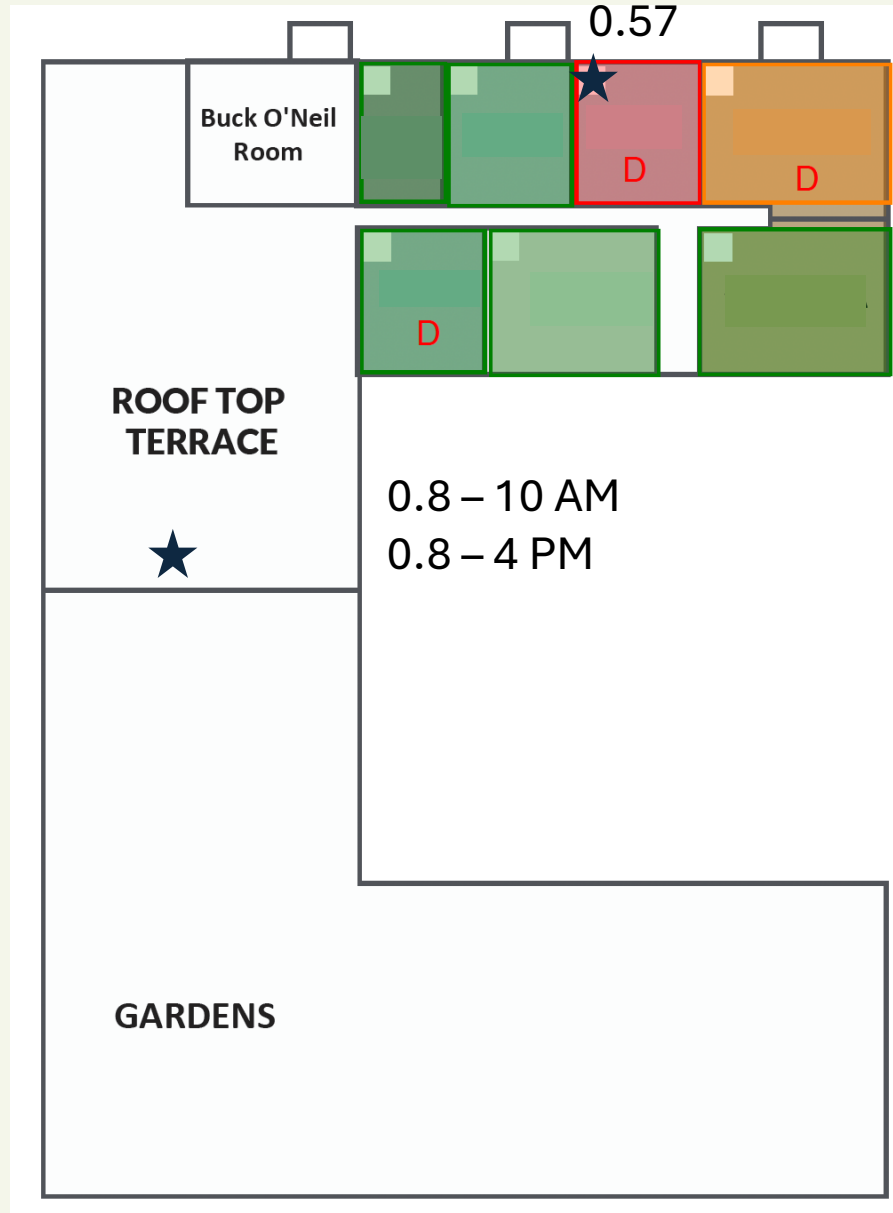 0.57
Buck O'Neil
Room
D
D
D
ROOF TOP
TERRACE
0.8 – 10 AM
0.8 – 4 PM
GARDENS